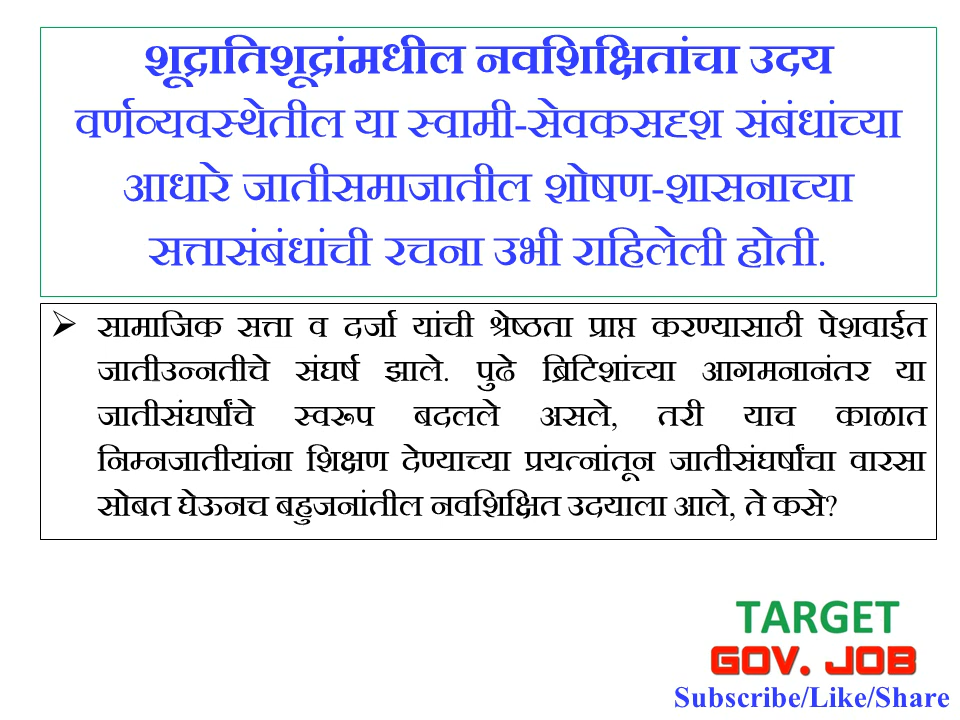 शूद्रातिशूद्रांमधील नवशिक्षितांचा उदय
वर्णव्यवस्थेतील या स्वामी-सेवकसदृश संबंधांच्या
आधारे जातीसमाजातील शोषण-शासनाच्या
सत्तासंबंधांची रचना उभी राहिलेली होती.
➢ सामाजिक सत्ता व दर्जा यांची श्रेष्ठता प्राप्त करण्यासाठी पेशवाईत
जातीउन्नतीचे संघर्ष झाले. पुढे ब्रिटिशांच्या आगमनानंतर या
जातीसंघर्षांचे स्वरूप बदलले असले, तरी याच काळात
निम्नजातीयांना शिक्षण देण्याच्या प्रयत्नांतून जातीसंघर्षांचा वारसा
सोबत घेऊनच बहुजनांतील नवशिक्षित उदयाला आले, ते कसे?
TARGET
GOV. JOB
Subscribe/Like/Share